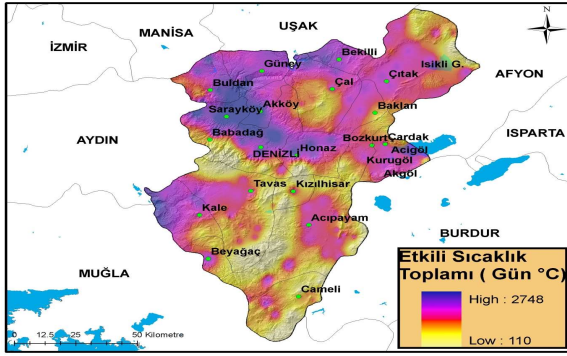 UŞAK
MANİSA
İZMİR
N
Bekilli
Isikli G.
Güney
Çıtak
AFYON
Buldan
Çal
Sarayköy
Akköy
Baklan
ISPARTA
AYDIN
Babadağ
Bozkurt
Çardak
DENİZLİ
Honaz
Acigöl
Kurugöl
Akgöl
Tavas
Kızılhisar
Kale
Acıpayam
BURDUR
Beyağaç
MUĞLA
Cameli
Etkili Sıcaklık
Toplamı ( Gün °C)
High : 2748
Low : 110
0 12.5 25 50 Kilometre